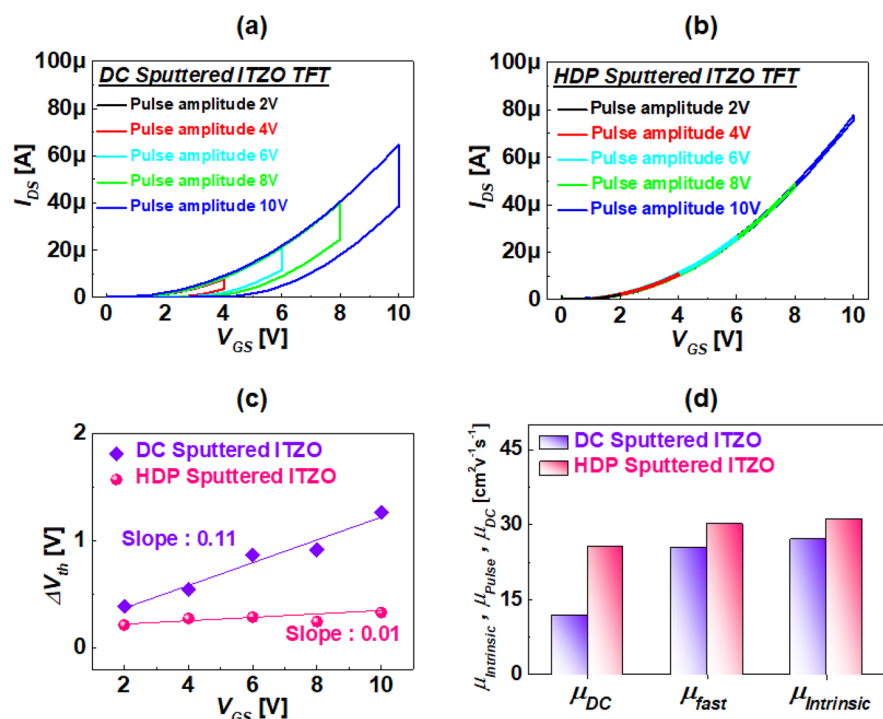 (a)
100μ
80μ
60μ
40μ
20μ
0
I_DS [A]
DC Sputtered ITZO TFT
Pulse amplitude 2V
Pulse amplitude 4V
Pulse amplitude 6V
Pulse amplitude 8V
Pulse amplitude 10V
0 2 4 6 8 10
V_GS [V]
(b)
100μ
80μ
60μ
40μ
20μ
0
I_DS [A]
HDP Sputtered ITZO TFT
Pulse amplitude 2V
Pulse amplitude 4V
Pulse amplitude 6V
Pulse amplitude 8V
Pulse amplitude 10V
0 2 4 6 8 10
V_GS [V]
(c)
2
1
0
ΔV_th [V]
DC Sputtered ITZO
HDP Sputtered ITZO
Slope : 0.11
Slope : 0.01
2 4 6 8 10
V_GS [V]
(d)
45
30
15
0
μ_Intrinsic , μ_Pulse , μ_DC [cm²v⁻¹s⁻¹]
DC Sputtered ITZO
HDP Sputtered ITZO
μ_DC μ_fast μ_Intrinsic